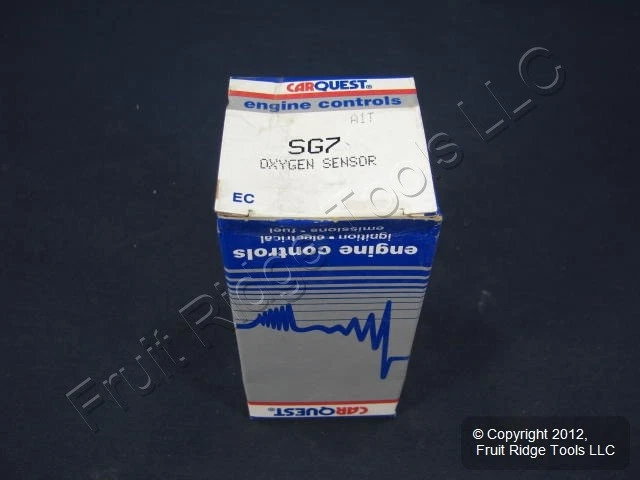 CARQUEST®
engine controls
A1T
SG7
OXYGEN SENSOR
EC
engine controls
ignition • electrical
emissions • fuel
CARQUEST®
Fruit Ridge Tools LLC
© Copyright 2012,
Fruit Ridge Tools LLC